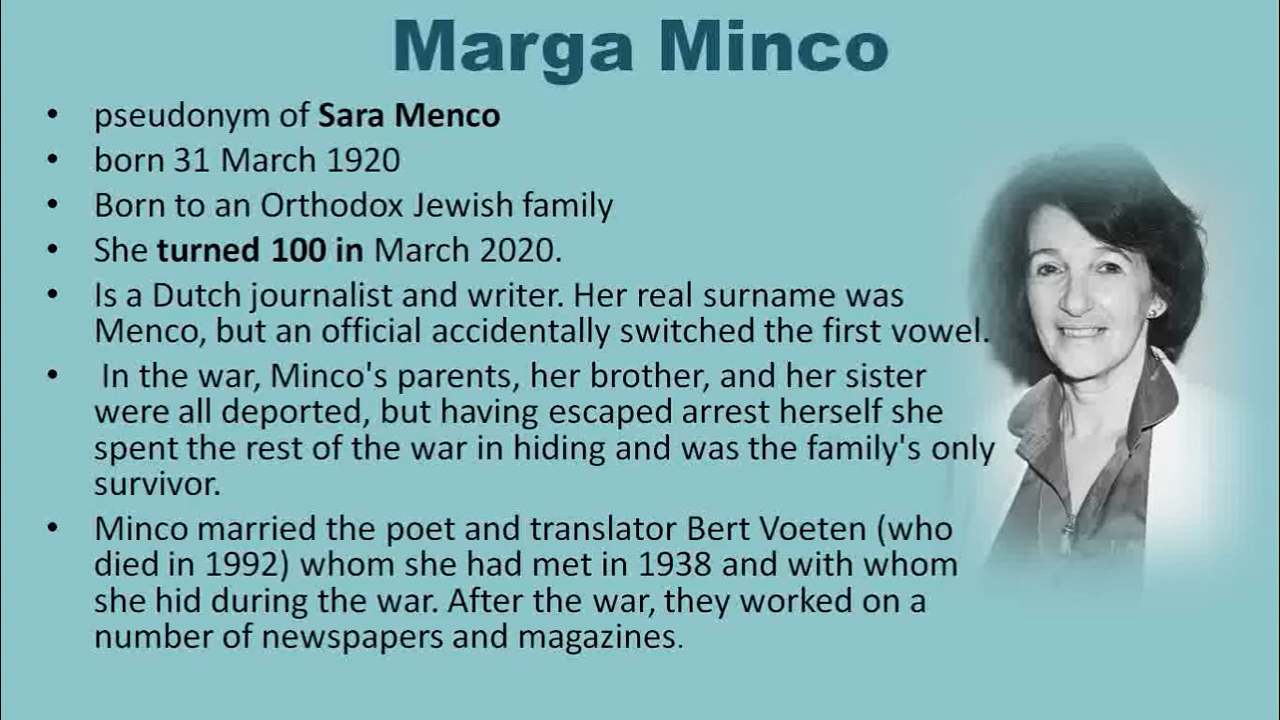 Marga Minco
• pseudonym of Sara Menco
• born 31 March 1920
• Born to an Orthodox Jewish family
• She turned 100 in March 2020.
• Is a Dutch journalist and writer. Her real surname was
Menco, but an official accidentally switched the first vowel.
• In the war, Minco's parents, her brother, and her sister
were all deported, but having escaped arrest herself she
spent the rest of the war in hiding and was the family's only
survivor.
• Minco married the poet and translator Bert Voeten (who
died in 1992) whom she had met in 1938 and with whom
she hid during the war. After the war, they worked on a
number of newspapers and magazines.